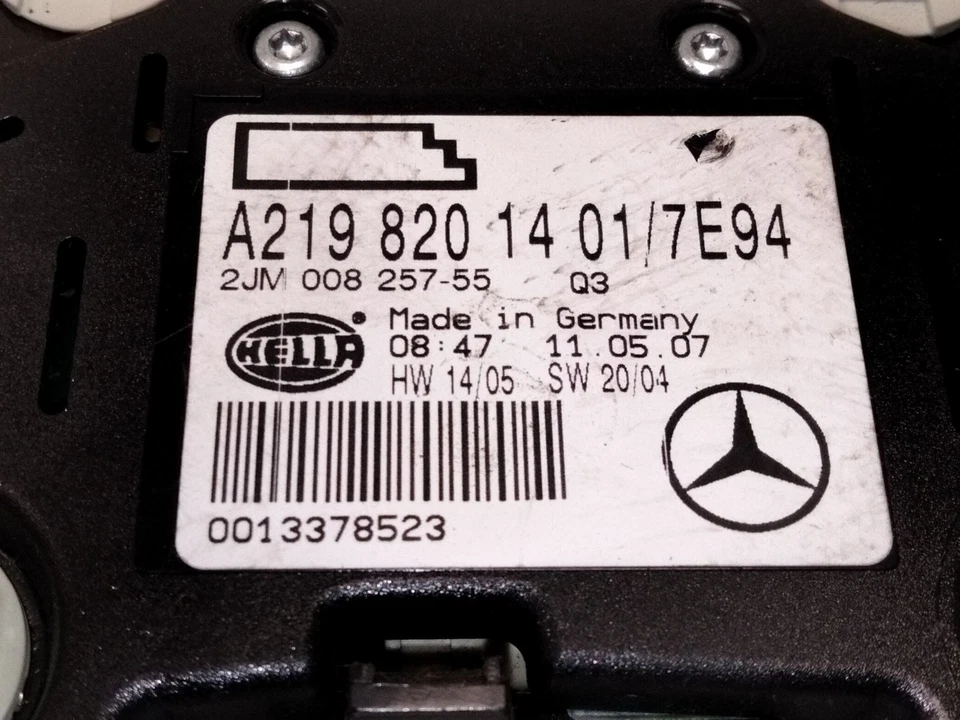 A219 820 14 01/7E94
2JM 008 257-55 Q3
HELLA
Made in Germany
08:47 11.05.07
HW 14/05 SW 20/04
0013378523